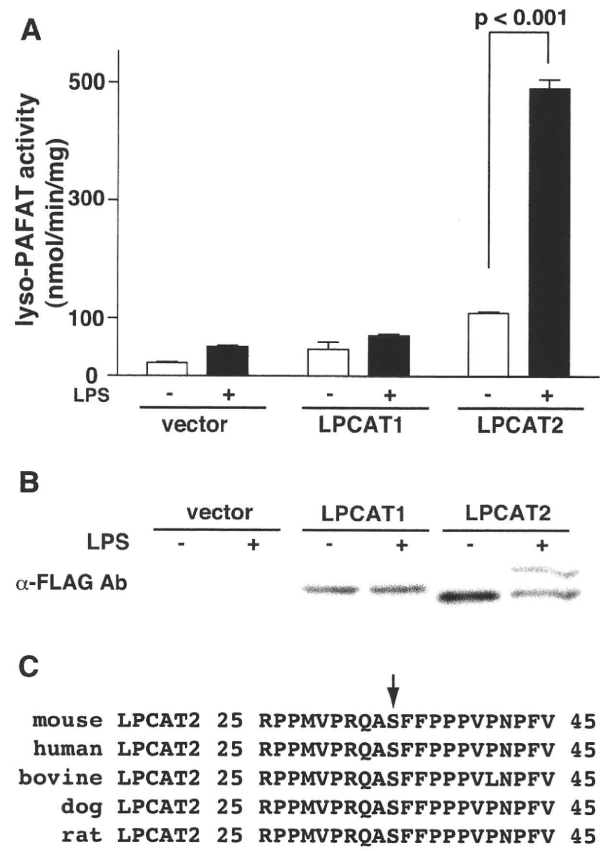 A
p < 0.001
lyso-PAFAT activity
(nmol/min/mg)
500
300
100
0
LPS - + - + - +
vector LPCAT1 LPCAT2
B
vector LPCAT1 LPCAT2
LPS - + - + - +
α-FLAG Ab
C
mouse LPCAT2 25 RPPMVPRQASFFPPPVPNPFV 45
human LPCAT2 25 RPPMVPRQASFFPPPVPNPFV 45
bovine LPCAT2 25 RPPMVPRQASFFPPPVLNPFV 45
dog LPCAT2 25 RPPMVPRQASFFPPPVPNPFV 45
rat LPCAT2 25 RPPMVPRQASFFPPPVPNPFV 45